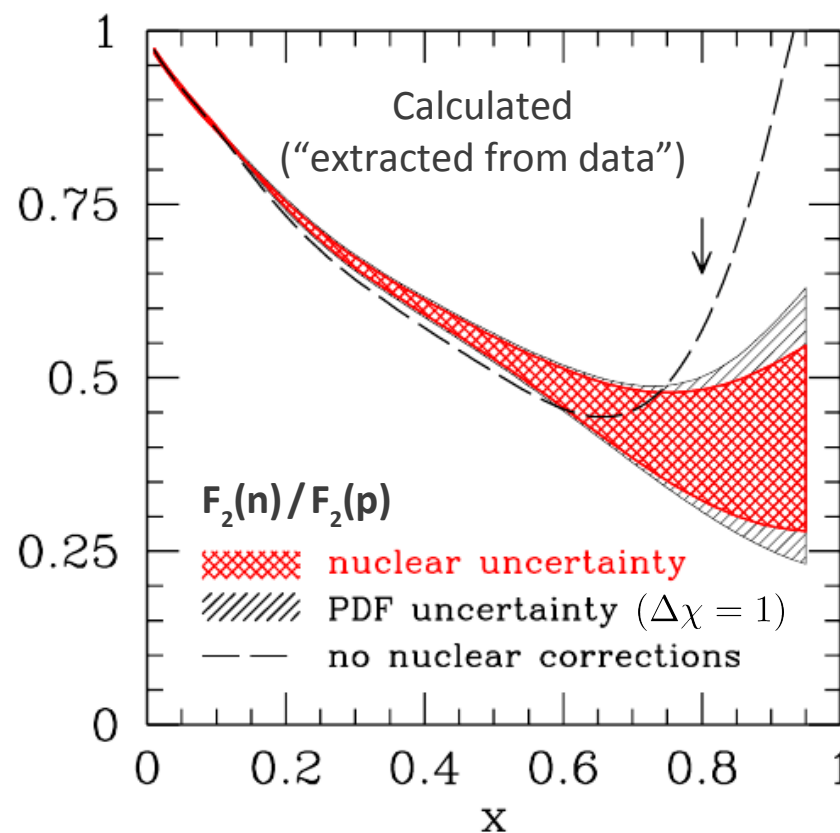 1
Calculated
(“extracted from data”)
0.75
0.5
F₂(n) / F₂(p)
0.25
nuclear uncertainty
PDF uncertainty (Δχ = 1)
no nuclear corrections
0
0 0.2 0.4 0.6 0.8 1
x